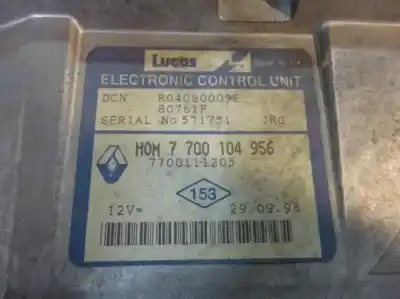 Lucas
ELECTRONIC CONTROL UNIT
DCN R04080009E
80761F
SERIAL No 571751 IRG
HOM 7 700 104 956
7700111205
153
12V= 29.09.98